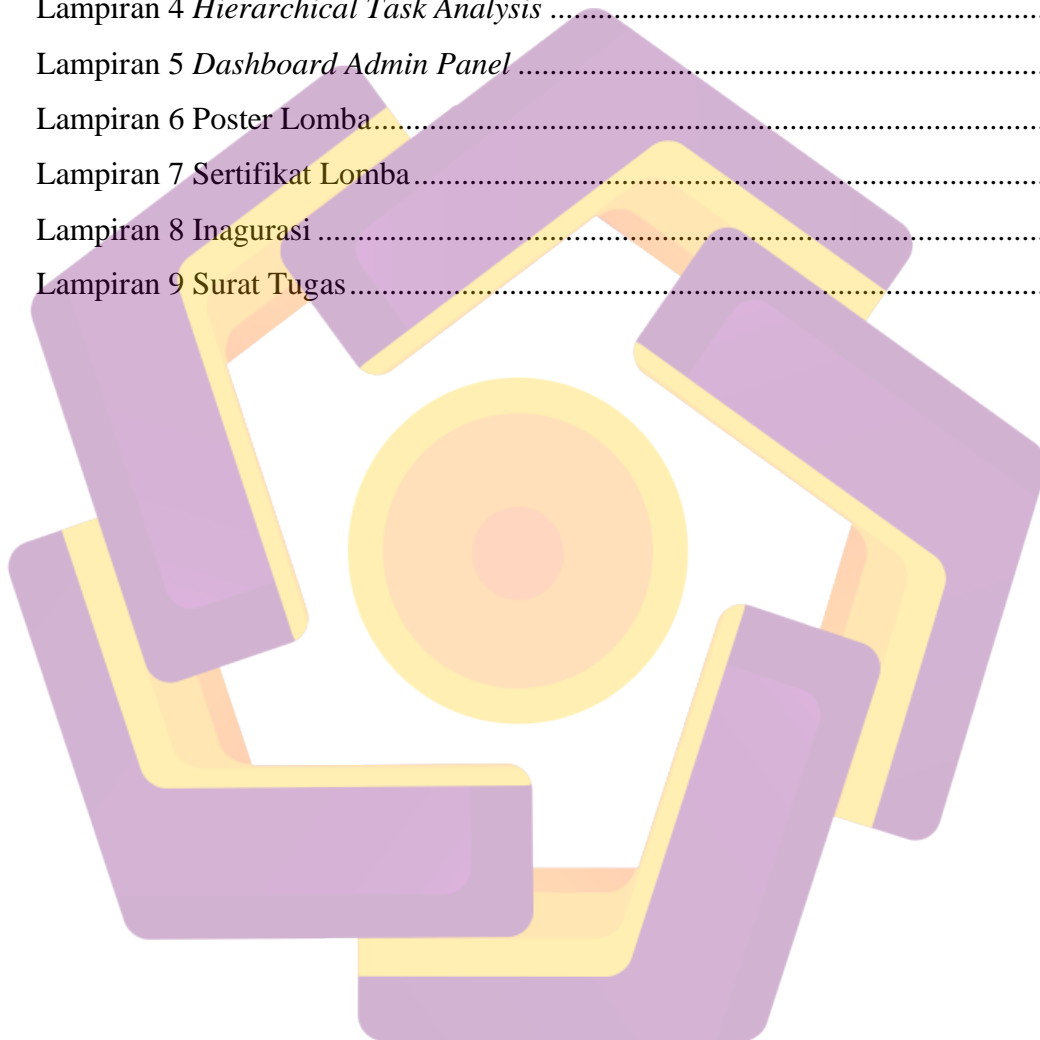 Lampiran 4 Hierarchical Task Analysis ..........................................................
Lampiran 5 Dashboard Admin Panel ..............................................................
Lampiran 6 Poster Lomba................................................................................
Lampiran 7 Sertifikat Lomba...........................................................................
Lampiran 8 Inagurasi .......................................................................................
Lampiran 9 Surat Tugas...................................................................................